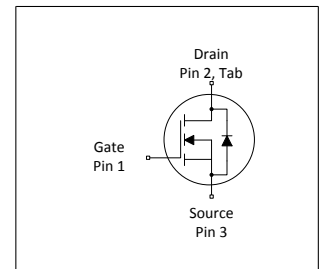 Drain
Pin 2, Tab
Gate
Pin 1
Source
Pin 3